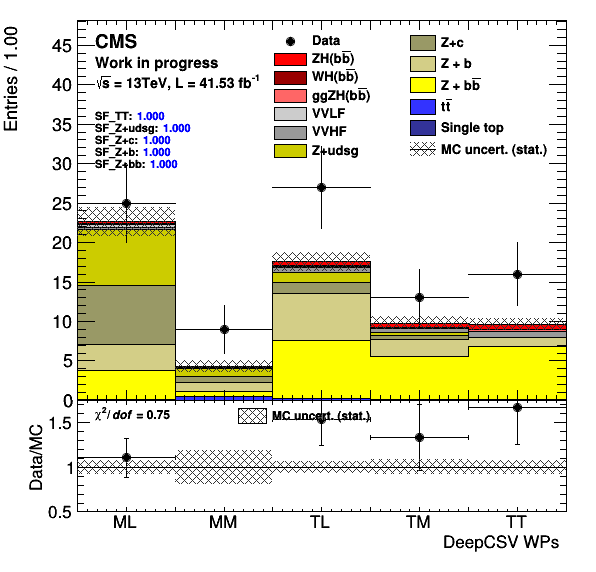 Entries / 1.00
CMS
Work in progress
√s = 13TeV, L = 41.53 fb⁻¹
SF_TT: 1.000
SF_Z+udsg: 1.000
SF_Z+c: 1.000
SF_Z+b: 1.000
SF_Z+bb: 1.000
Data
ZH(bb̅)
WH(bb̅)
ggZH(bb̅)
VVLF
VVHF
Z+udsg
Z+c
Z + b
Z + bb̅
tt̅
Single top
MC uncert. (stat.)
45
40
35
30
25
20
15
10
5
0
χ²/dof = 0.75
MC uncert. (stat.)
Data/MC
1.5
1
0.5
ML MM TL TM TT
DeepCSV WPs